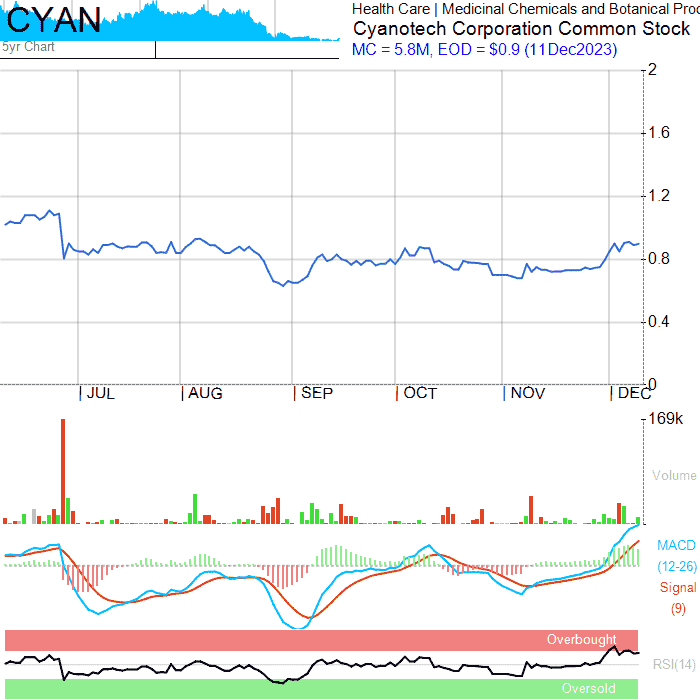 CYAN
5yr Chart
Health Care | Medicinal Chemicals and Botanical Proc
Cyanotech Corporation Common Stock
MC = 5.8M, EOD = $0.9 (11Dec2023)
2
1.6
1.2
0.8
0.4
0
| JUL | AUG | SEP | OCT | NOV | DEC
169k
Volume
MACD
(12-26)
Signal
(9)
Overbought
RSI(14)
Oversold